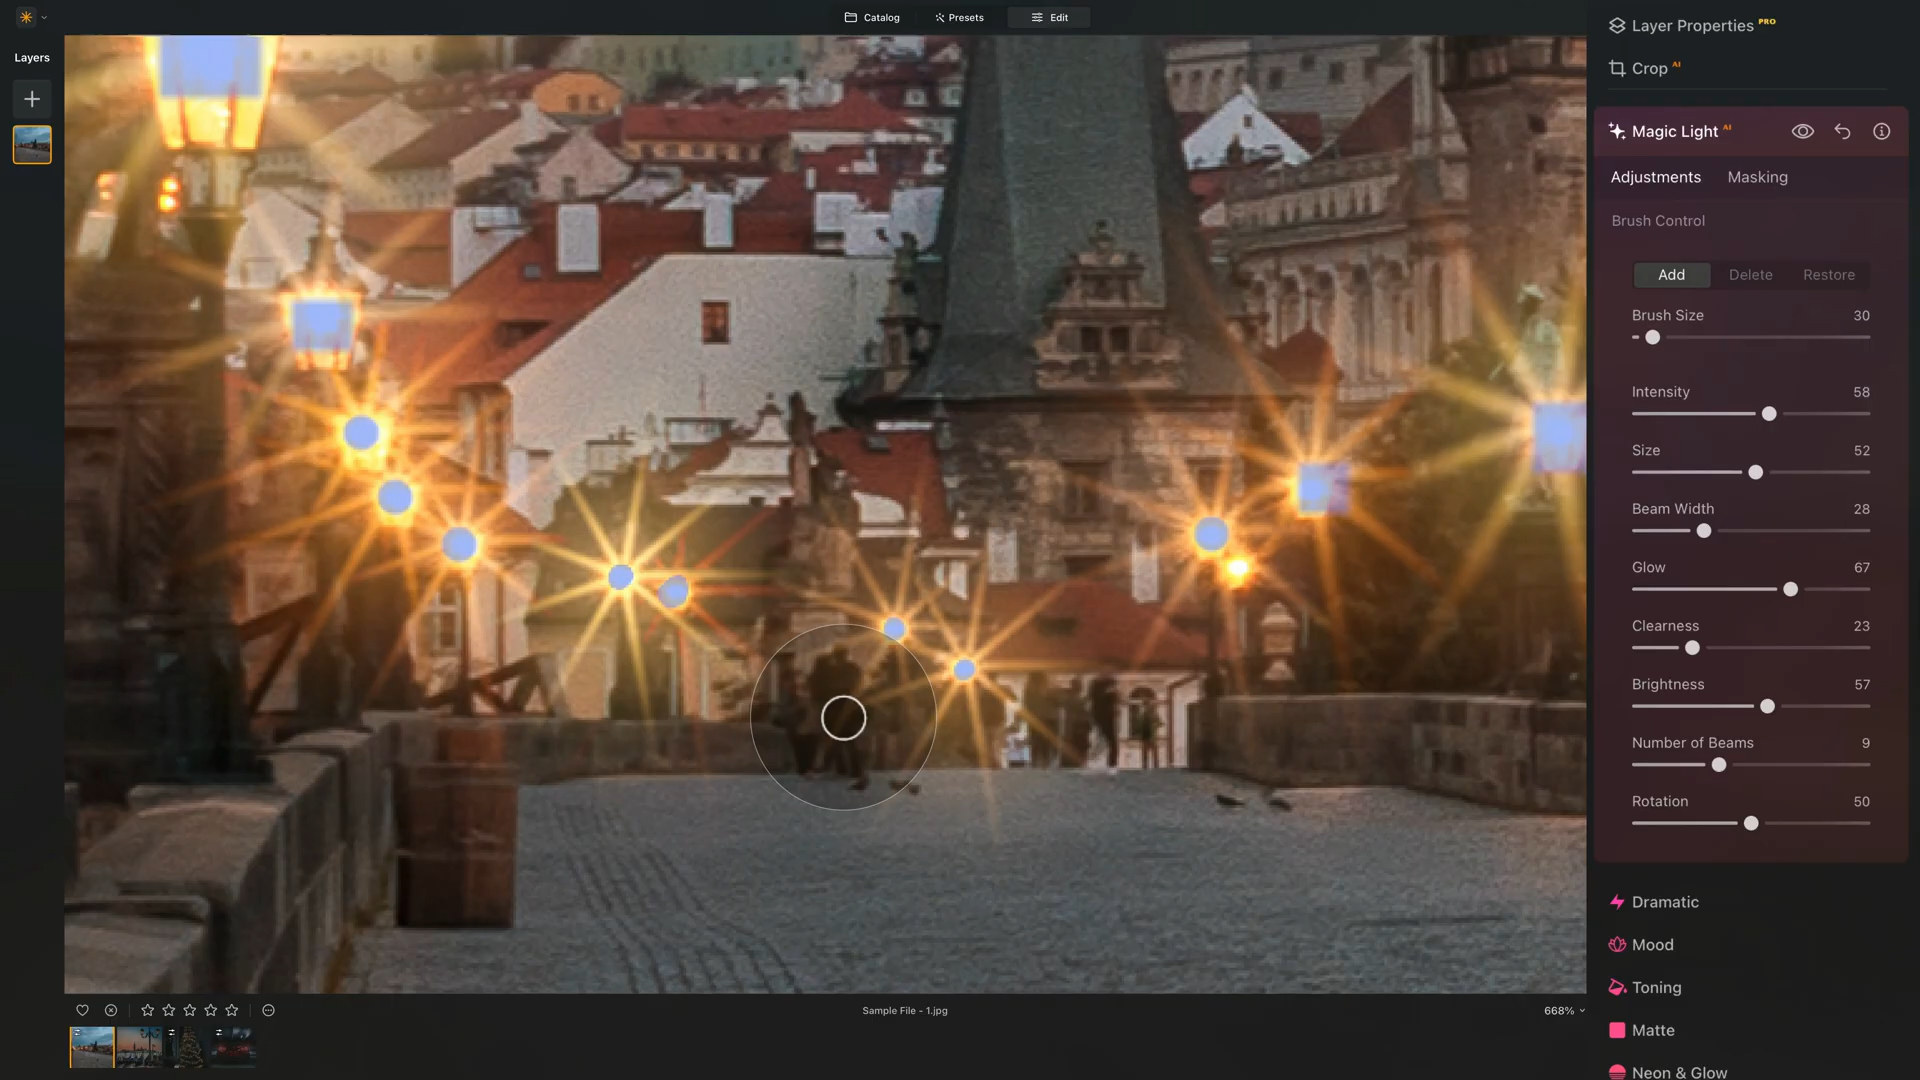 Catalog
Presets
Edit
Layers
Layer Properties PRO
Crop AI
Magic Light AI
Adjustments
Masking
Brush Control
Add
Delete
Restore
Brush Size 30
Intensity 58
Size 52
Beam Width 28
Glow 67
Clearness 23
Brightness 57
Number of Beams 9
Rotation 50
Dramatic
Mood
Toning
Matte
Neon & Glow
Sample File - 1.jpg
668%